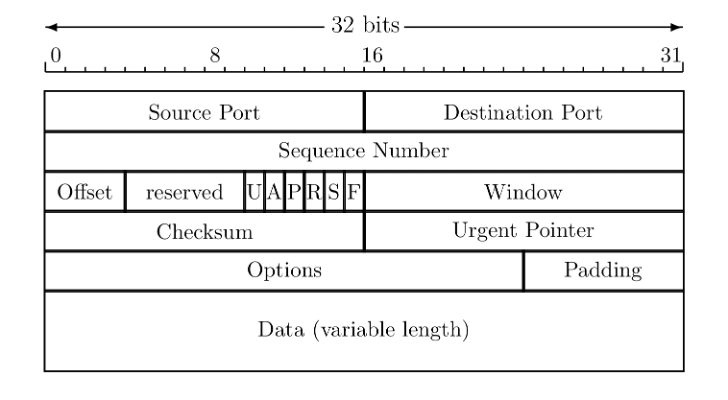 32 bits
0 8 16 31
Source Port Destination Port
Sequence Number
Offset reserved U A P R S F Window
Checksum Urgent Pointer
Options Padding
Data (variable length)